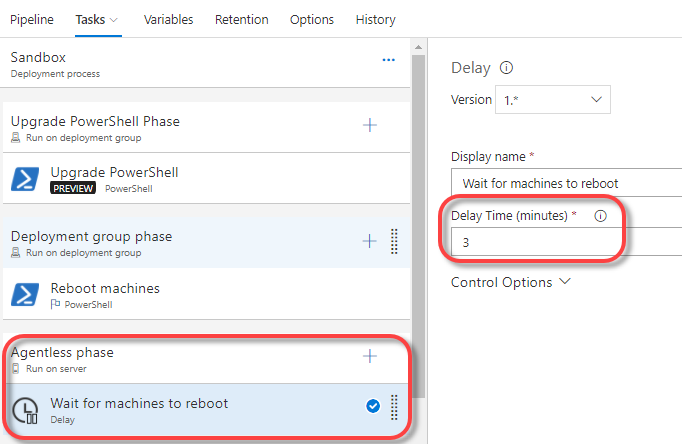 Pipeline Tasks Variables Retention Options History
Sandbox
Deployment process
Upgrade PowerShell Phase
Run on deployment group
Upgrade PowerShell
PREVIEW PowerShell
Deployment group phase
Run on deployment group
Reboot machines
PowerShell
Agentless phase
Run on server
Wait for machines to reboot
Delay
Delay
Version 1.*
Display name *
Wait for machines to reboot
Delay Time (minutes) *
3
Control Options